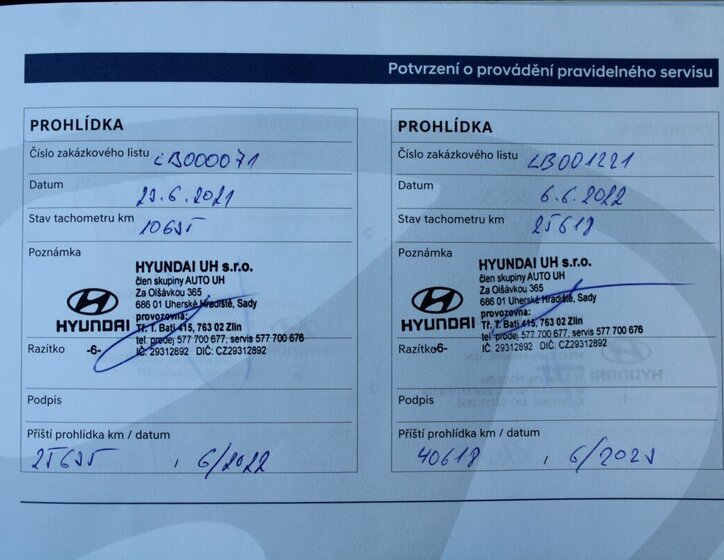 Potvrzení o provádění pravidelného servisu
PROHLÍDKA
Číslo zakázkového listu LB000071
Datum 23.6.2021
Stav tachometru km 10695
Poznámka
HYUNDAI UH s.r.o.
člen skupiny AUTO UH
Za Olšávkou 365
686 01 Uherské Hradiště, Sady
provozovna:
Tř. T. Bati 415, 763 02 Zlín
tel. prodej 577 700 677, servis 577 700 676
IČ: 29312892 DIČ: CZ29312892
HYUNDAI
Razítko -6-
Podpis
Příští prohlídka km / datum
25695 , 6/2022
PROHLÍDKA
Číslo zakázkového listu LB001221
Datum 6.6.2022
Stav tachometru km 25618
Poznámka
HYUNDAI UH s.r.o.
člen skupiny AUTO UH
Za Olšávkou 365
686 01 Uherské Hradiště, Sady
provozovna:
Tř. T. Bati 415, 763 02 Zlín
tel. prodej 577 700 677, servis 577 700 676
IČ: 29312892 DIČ: CZ29312892
HYUNDAI
Razítko -6-
Podpis
Příští prohlídka km / datum
40618 , 6/2023